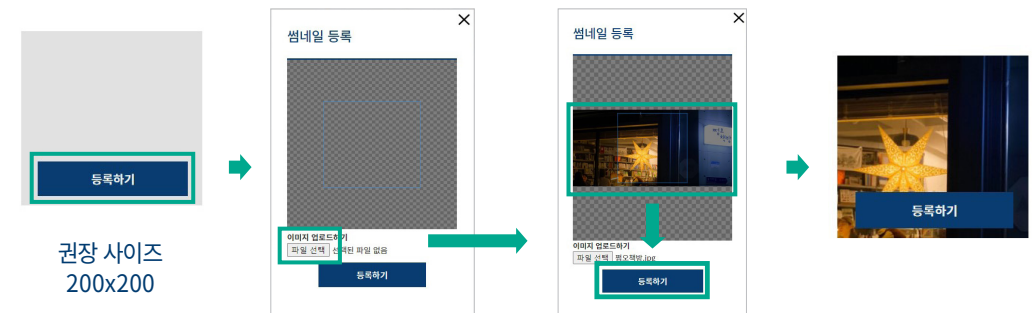 등록하기
권장 사이즈
200x200
썸네일 등록
이미지 업로드하기
파일 선택 선택된 파일 없음
등록하기
썸네일 등록
이미지 업로드하기
파일 선택 .jpg
등록하기
등록하기